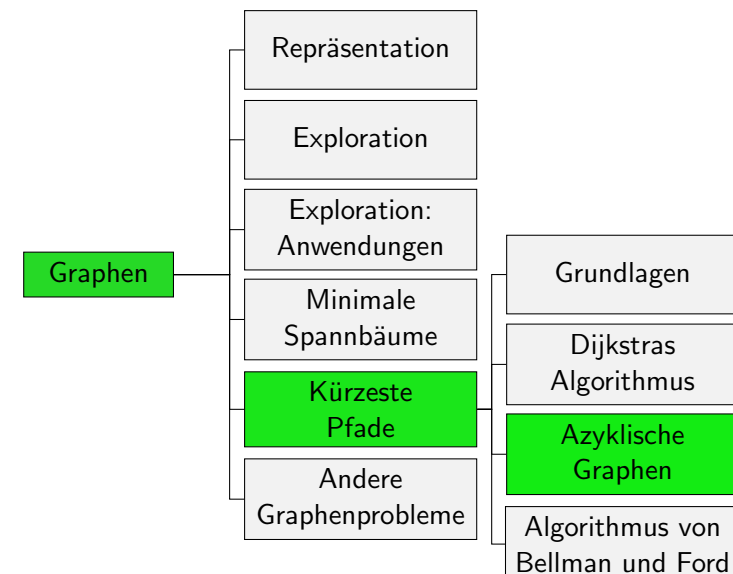 Graphen
Repräsentation
Exploration
Exploration:
Anwendungen
Minimale
Spannbäume
Kürzeste
Pfade
Andere
Graphenprobleme
Grundlagen
Dijkstras
Algorithmus
Azyklische
Graphen
Algorithmus von
Bellman und Ford